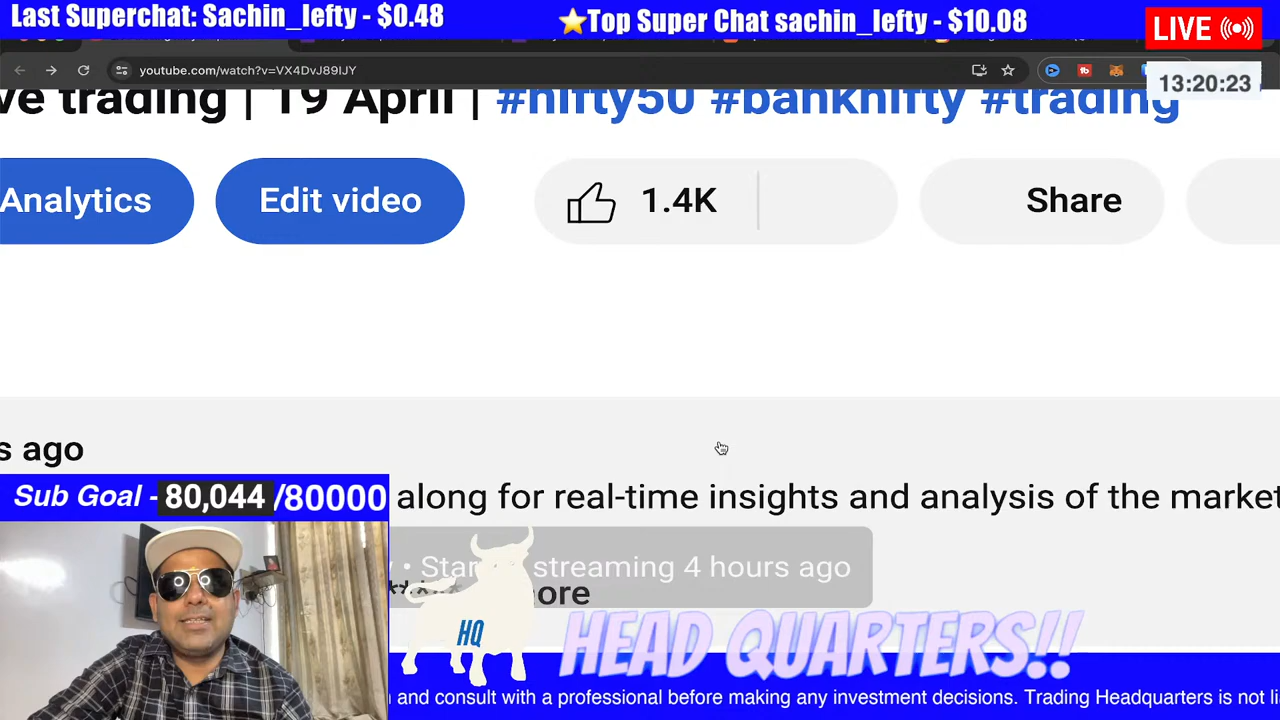 Last Superchat: Sachin_lefty - $0.48
⭐Top Super Chat sachin_lefty - $10.08
LIVE
youtube.com/watch?v=VX4DvJ89IJY
13:20:23
ve trading | 19 April | #nifty50 #banknifty #trading
Analytics
Edit video
1.4K
Share
s ago
Sub Goal - 80,044/80000
along for real-time insights and analysis of the market
streaming 4 hours ago
HQ
HEAD QUARTERS!!
n and consult with a professional before making any investment decisions. Trading Headquarters is not li